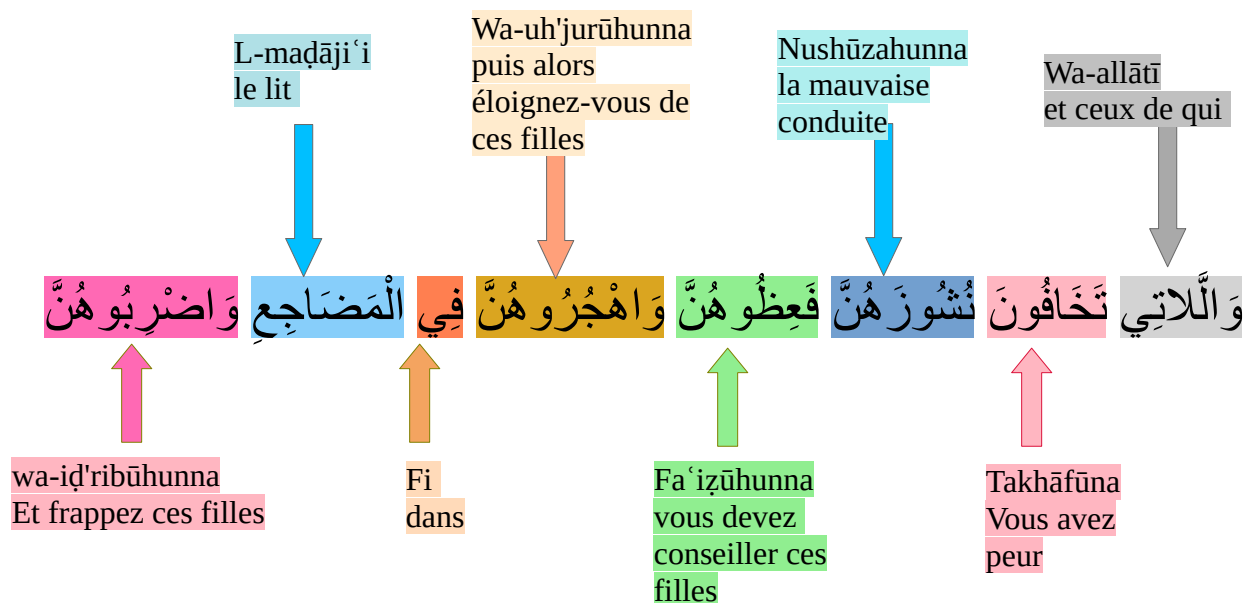 L-maḍājiʿi
le lit
Wa-uh'jurūhunna
puis alors
éloignez-vous de
ces filles
Nushūzahunna
la mauvaise
conduite
Wa-allātī
et ceux de qui
وَاللَّاتِي تَخَافُونَ نُشُوزَهُنَّ فَعِظُوهُنَّ وَاهْجُرُوهُنَّ فِي الْمَضَاجِعِ وَاضْرِبُوهُنَّ
wa-iḍ'ribūhunna
Et frappez ces filles
Fi
dans
Faʿiẓūhunna
vous devez
conseiller ces
filles
Takhāfūna
Vous avez
peur